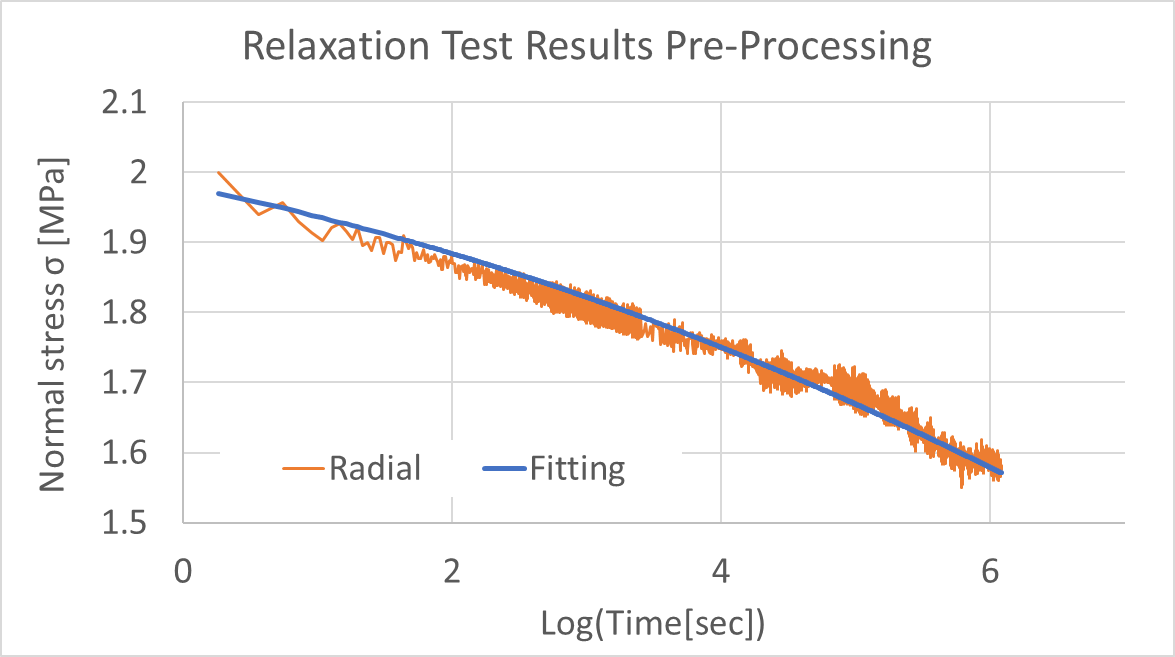 Relaxation Test Results Pre-Processing
2.1
2
1.9
1.8
1.7
1.6
1.5
Normal stress σ [MPa]
Radial
Fitting
0
2
4
6
Log(Time[sec])